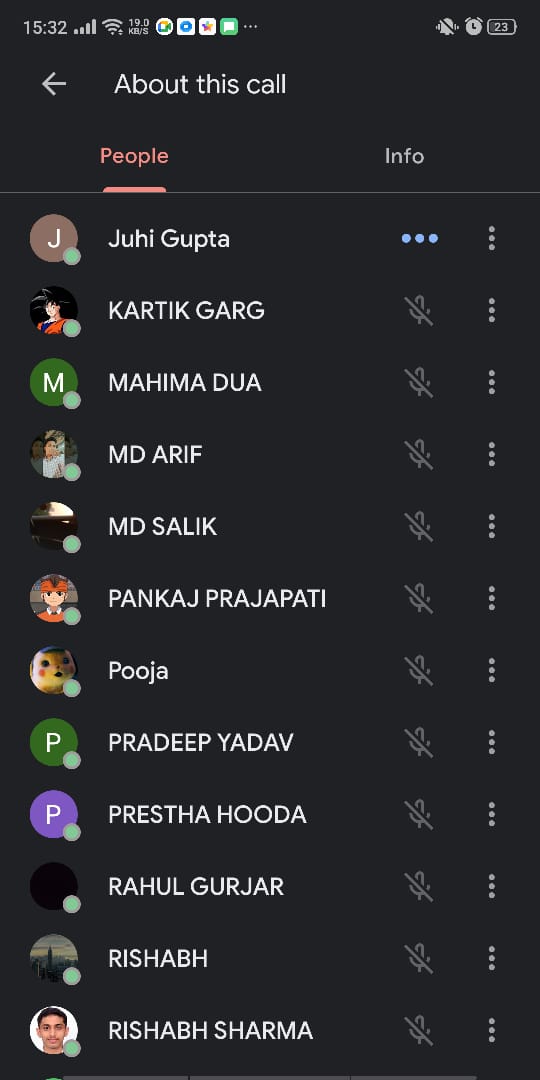 15:32 19.0 KB/S 23
About this call
People Info
J Juhi Gupta
KARTIK GARG
M MAHIMA DUA
MD ARIF
MD SALIK
PANKAJ PRAJAPATI
Pooja
P PRADEEP YADAV
P PRESTHA HOODA
RAHUL GURJAR
RISHABH
RISHABH SHARMA